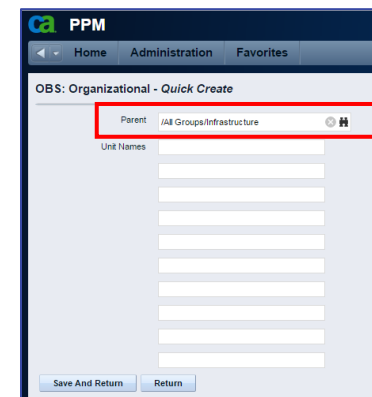 ca PPM
Home Administration Favorites
OBS: Organizational - Quick Create
Parent /All Groups/Infrastructure
Unit Names
Save And Return Return